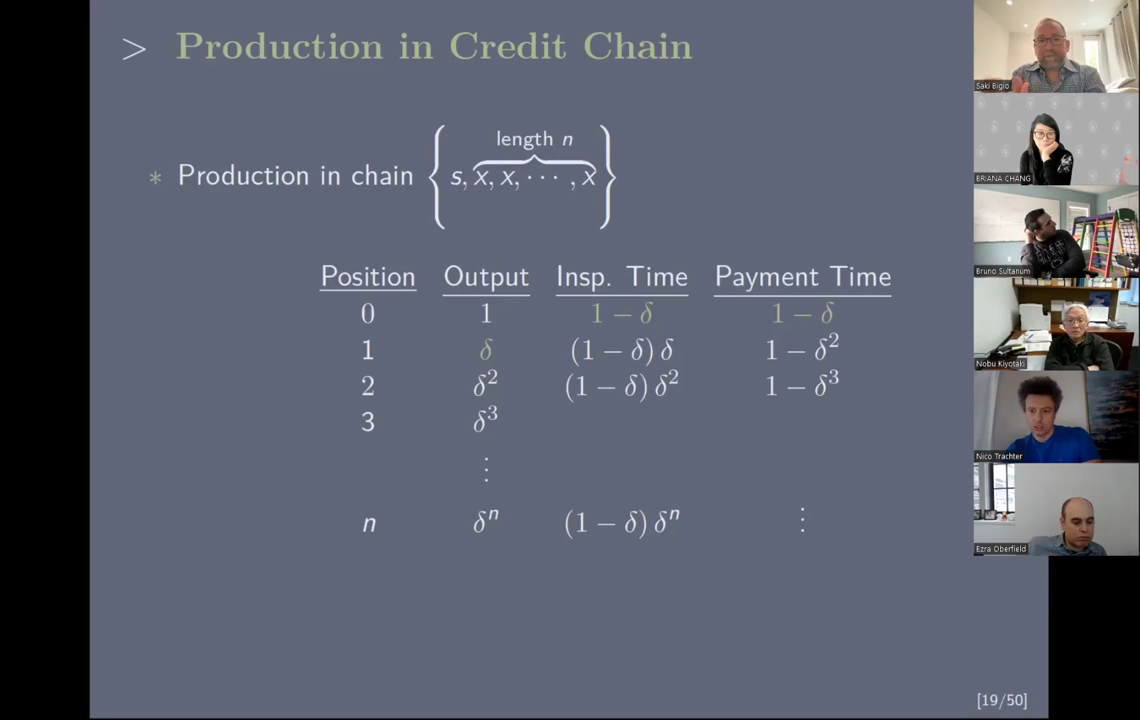 > Production in Credit Chain
length n
* Production in chain { s, x, x, ⋯ , x }
Position Output Insp. Time Payment Time
0 1 1 − δ 1 − δ
1 δ (1 − δ) δ 1 − δ²
2 δ² (1 − δ) δ² 1 − δ³
3 δ³
⋮
n δⁿ (1 − δ) δⁿ ⋮
[19/50]
Saki Bigio
BRIANA CHANG
Bruno Sultanum
Nobu Kiyotaki
Nico Trachter
Ezra Oberfield